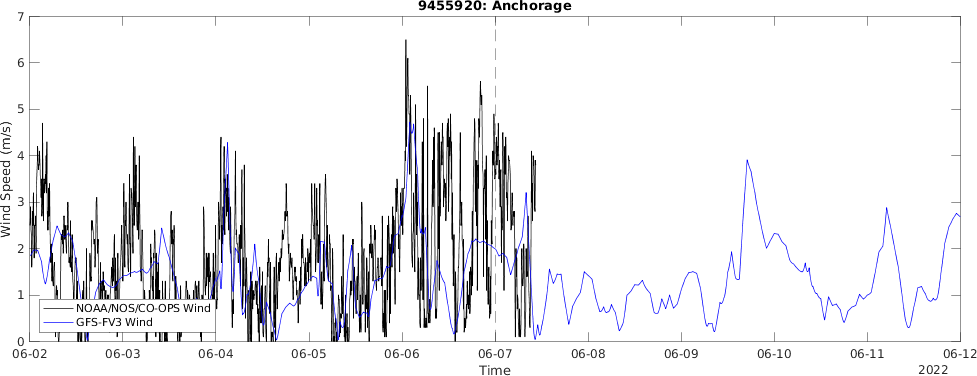 9455920: Anchorage
Wind Speed (m/s)
7
6
5
4
3
2
1
0
NOAA/NOS/CO-OPS Wind
GFS-FV3 Wind
06-02 06-03 06-04 06-05 06-06 06-07 06-08 06-09 06-10 06-11 06-12
Time
2022